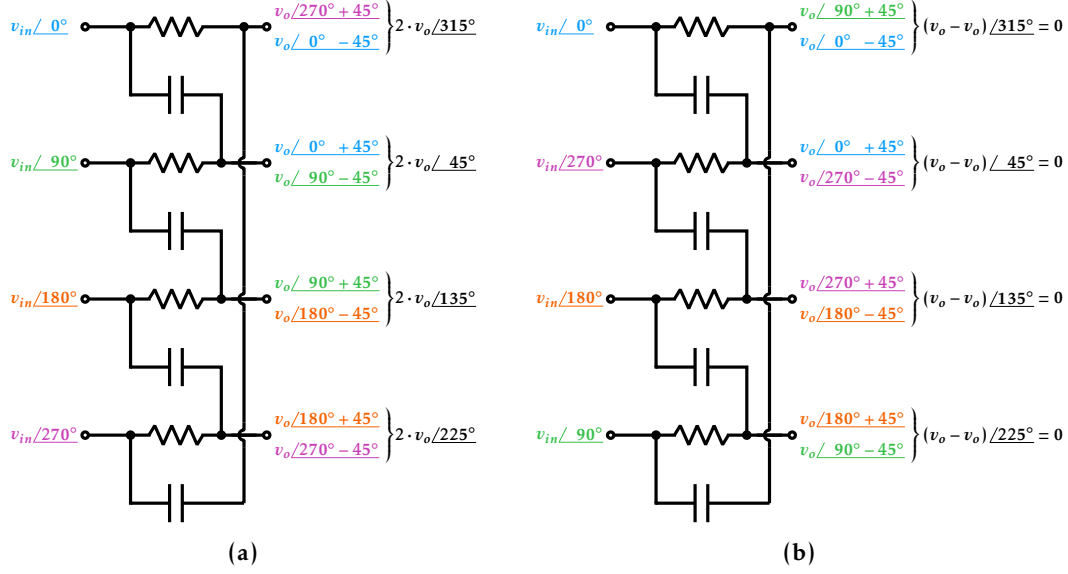 v_in/ 0°
v_o/270° + 45°
v_o/ 0° − 45°
2 · v_o/315°
v_in/ 90°
v_o/ 0° + 45°
v_o/ 90° − 45°
2 · v_o/ 45°
v_in/180°
v_o/ 90° + 45°
v_o/180° − 45°
2 · v_o/135°
v_in/270°
v_o/180° + 45°
v_o/270° − 45°
2 · v_o/225°
(a)
v_in/ 0°
v_o/ 90° + 45°
v_o/ 0° − 45°
(v_o − v_o)/315° = 0
v_in/270°
v_o/ 0° + 45°
v_o/270° − 45°
(v_o − v_o)/ 45° = 0
v_in/180°
v_o/270° + 45°
v_o/180° − 45°
(v_o − v_o)/135° = 0
v_in/ 90°
v_o/180° + 45°
v_o/ 90° − 45°
(v_o − v_o)/225° = 0
(b)